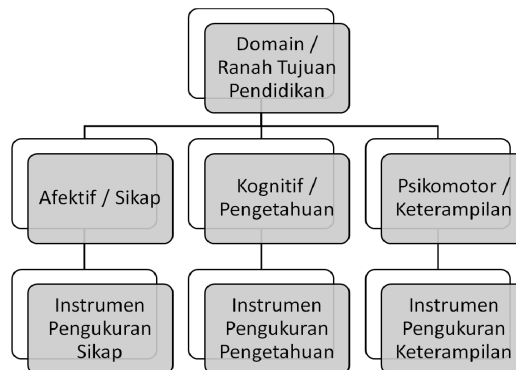 Domain /
Ranah Tujuan
Pendidikan
Afektif / Sikap
Kognitif /
Pengetahuan
Psikomotor /
Keterampilan
Instrumen
Pengukuran
Sikap
Instrumen
Pengukuran
Pengetahuan
Instrumen
Pengukuran
Keterampilan